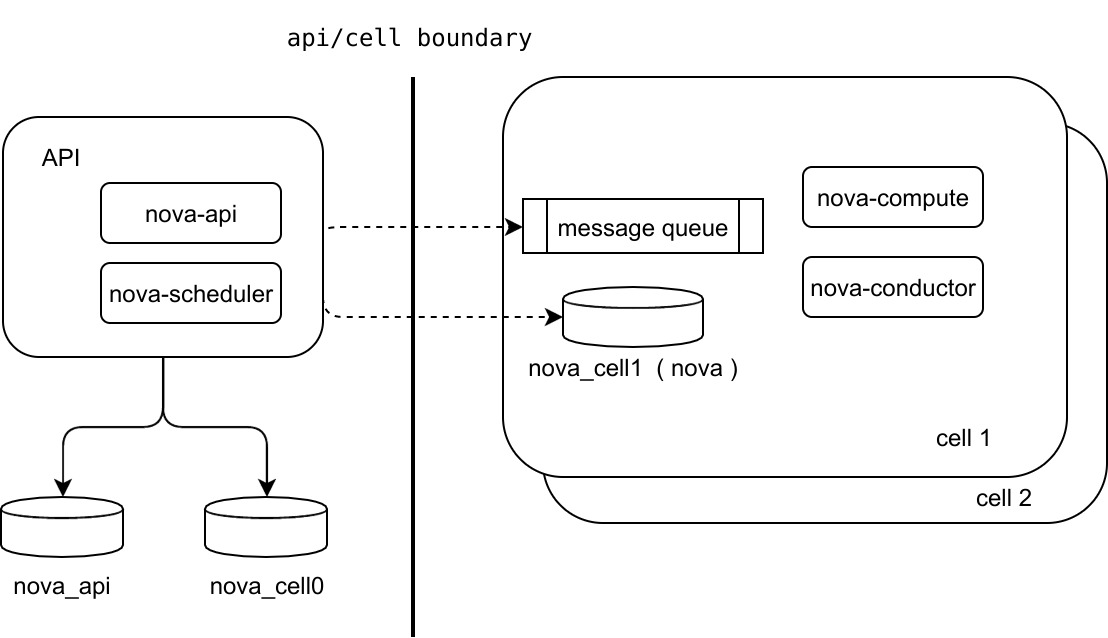 api/cell boundary
API
nova-api
nova-scheduler
nova_api
nova_cell0
message queue
nova_cell1 ( nova )
nova-compute
nova-conductor
cell 1
cell 2